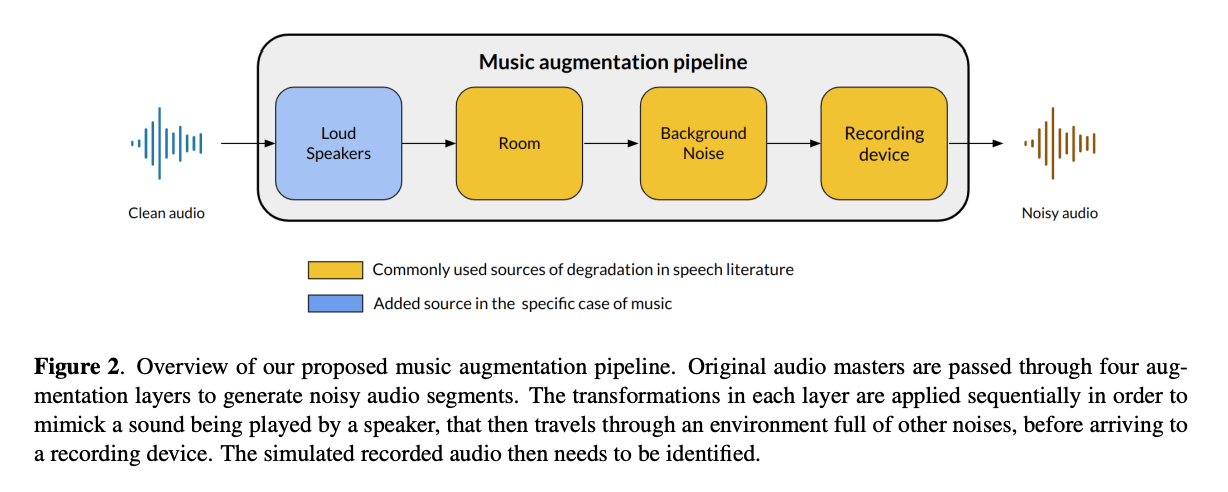 Music augmentation pipeline
Loud
Speakers
Room
Background
Noise
Recording
device
Clean audio
Noisy audio
Commonly used sources of degradation in speech literature
Added source in the specific case of music
Figure 2. Overview of our proposed music augmentation pipeline. Original audio masters are passed through four aug-
mentation layers to generate noisy audio segments. The transformations in each layer are applied sequentially in order to
mimick a sound being played by a speaker, that then travels through an environment full of other noises, before arriving to
a recording device. The simulated recorded audio then needs to be identified.